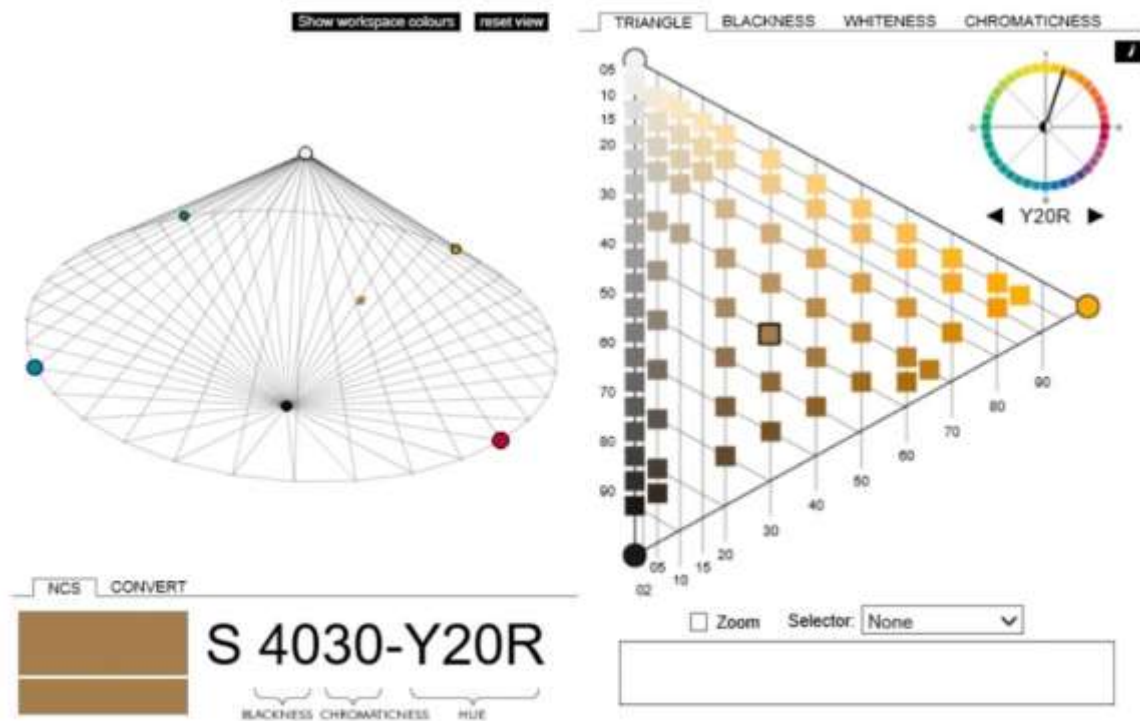 Show workspace colours
reset view
TRIANGLE
BLACKNESS
WHITENESS
CHROMATICNESS
i
05
10
15
20
30
40
50
60
70
80
90
Y20R
90
80
70
60
50
40
30
20
15
10
05
02
NCS
CONVERT
S 4030-Y20R
BLACKNESS
CHROMATICNESS
HUE
Zoom
Selector:
None